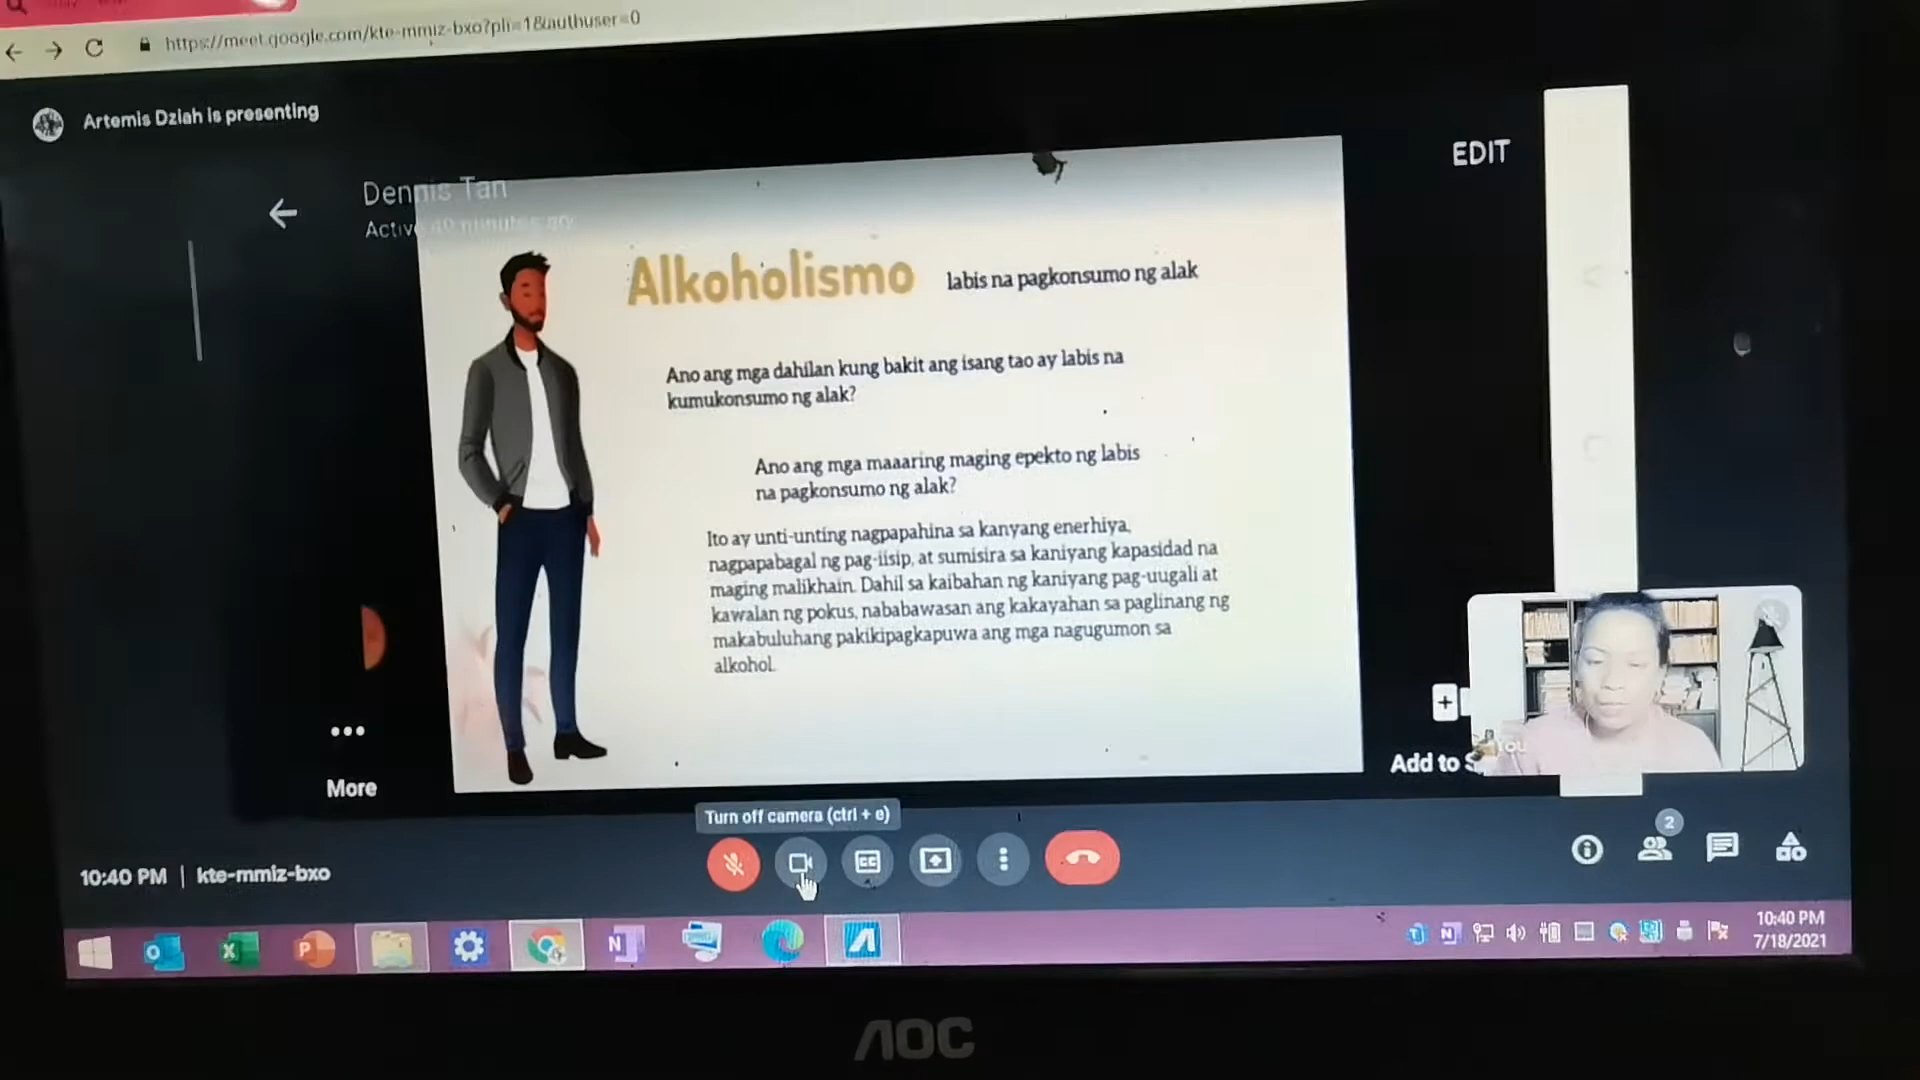 https://meet.google.com/kte-mmiz-bxo?pli=1&authuser=0
Artemis Dziah is presenting
EDIT
Dennis Tan
Active 49 minutes ago
Alkoholismo
labis na pagkonsumo ng alak
Ano ang mga dahilan kung bakit ang isang tao ay labis na
kumukonsumo ng alak?
Ano ang mga maaaring maging epekto ng labis
na pagkonsumo ng alak?
Ito ay unti-unting nagpapahina sa kanyang enerhiya,
nagpapabagal ng pag-iisip, at sumisira sa kaniyang kapasidad na
maging malikhain. Dahil sa kaibahan ng kaniyang pag-uugali at
kawalan ng pokus, nababawasan ang kakayahan sa paglinang ng
makabuluhang pakikipagkapuwa ang mga nagugumon sa
alkohol.
You
Add to
More
Turn off camera (ctrl + e)
2
10:40 PM | kte-mmiz-bxo
10:40 PM
7/18/2021
AOC